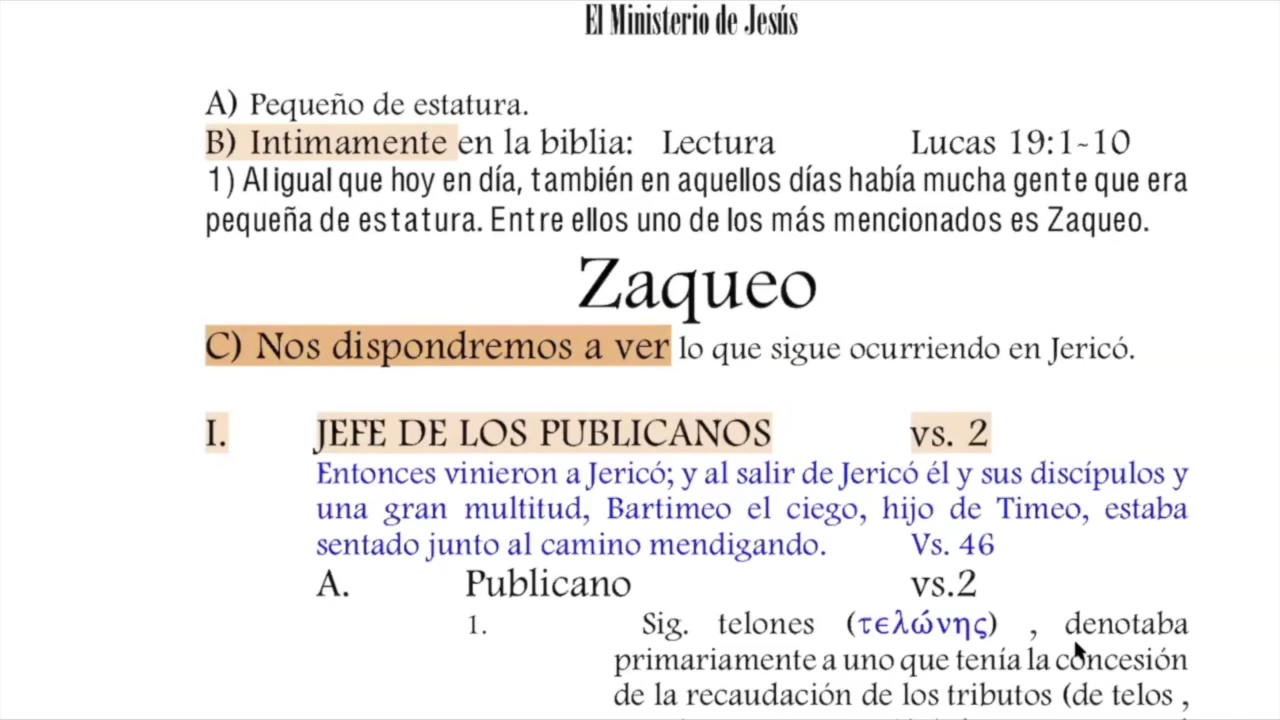 El Ministerio de Jesús
A) Pequeño de estatura.
B) Intimamente en la biblia: Lectura Lucas 19:1-10
1) Al igual que hoy en día, también en aquellos días había mucha gente que era
pequeña de estatura. Entre ellos uno de los más mencionados es Zaqueo.
Zaqueo
C) Nos dispondremos a ver lo que sigue ocurriendo en Jericó.
I. JEFE DE LOS PUBLICANOS vs. 2
Entonces vinieron a Jericó; y al salir de Jericó él y sus discípulos y
una gran multitud, Bartimeo el ciego, hijo de Timeo, estaba
sentado junto al camino mendigando. Vs. 46
A. Publicano vs.2
1. Sig. telones (τελώνης) , denotaba
primariamente a uno que tenía la concesión
de la recaudación de los tributos (de telos ,